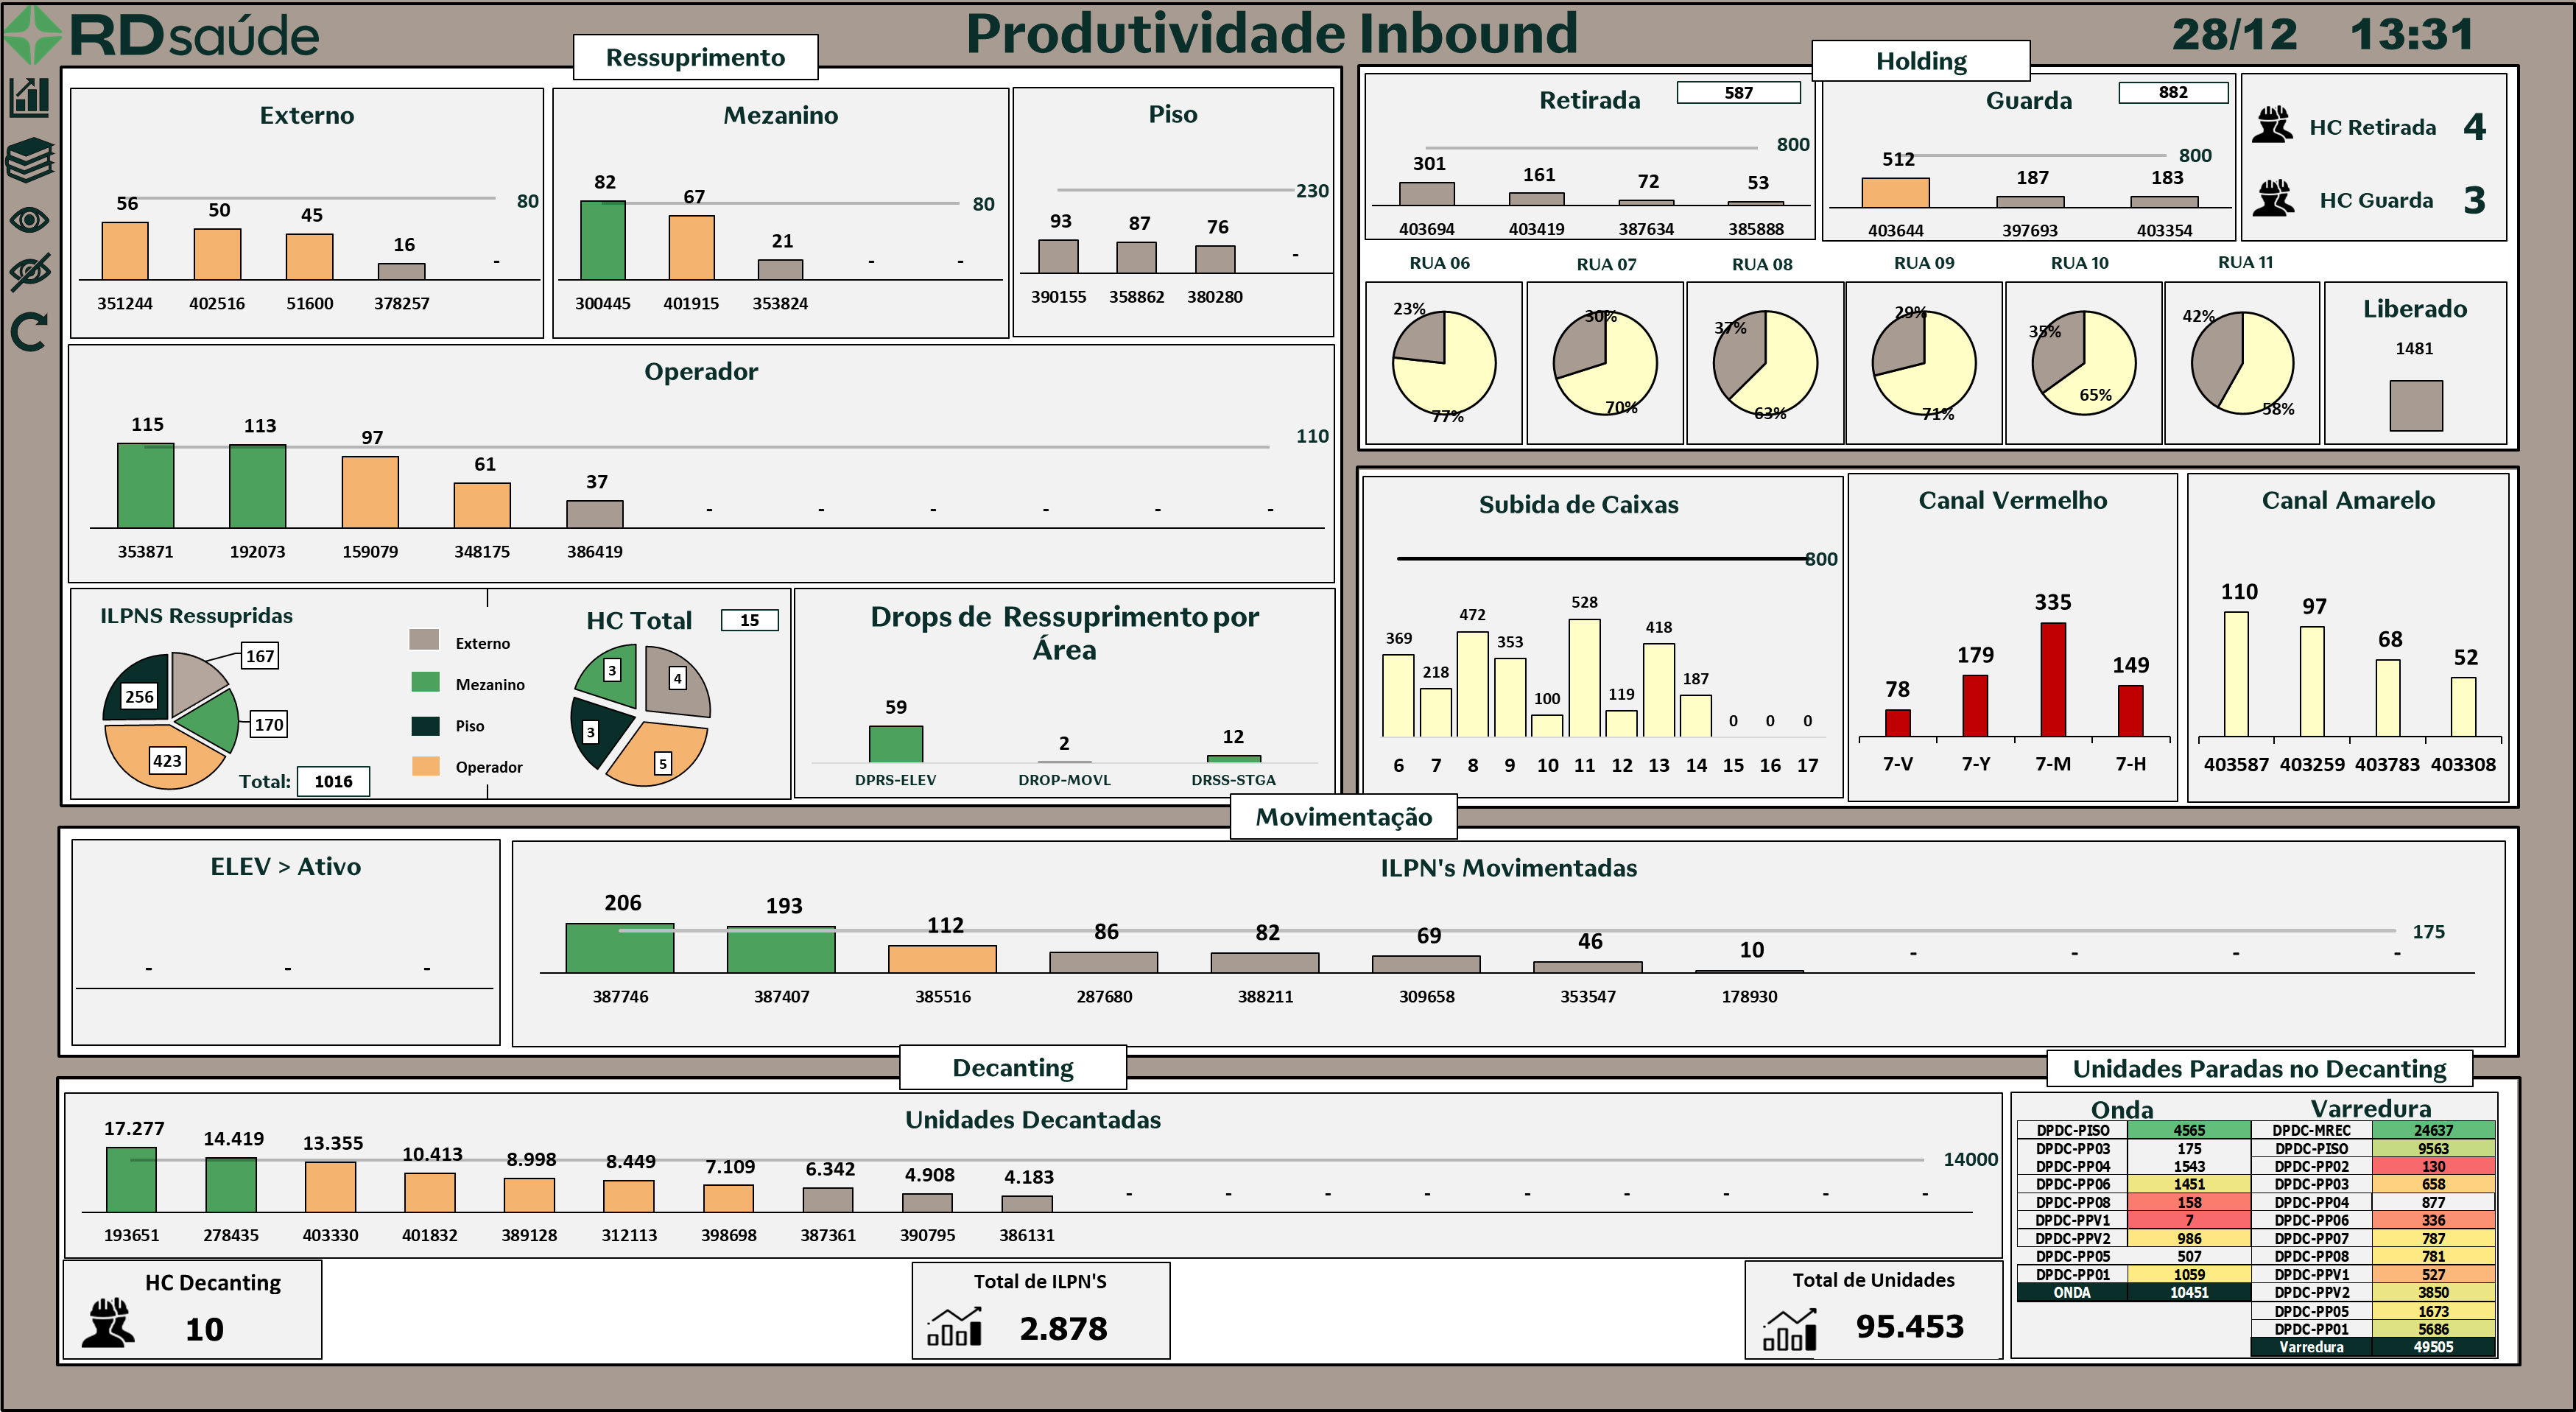 RDsaúde
Produtividade Inbound
28/12 13:31
Ressuprimento
Externo
56 50 45 16 -
80
351244 402516 51600 378257
Mezanino
82 67 21 - -
80
300445 401915 353824
Piso
93 87 76 -
230
390155 358862 380280
Operador
115 113 97 61 37 - - - - - -
110
353871 192073 159079 348175 386419
ILPNS Ressupridas
167
256
170
423
Total: 1016
Externo
Mezanino
Piso
Operador
HC Total 15
3 4
3 5
Drops de Ressuprimento por
Área
59 2 12
DPRS-ELEV DROP-MOVL DRSS-STGA
Holding
Retirada 587
800
301 161 72 53
403694 403419 387634 385888
Guarda 882
800
512 187 183
403644 397693 403354
HC Retirada 4
HC Guarda 3
RUA 06 RUA 07 RUA 08 RUA 09 RUA 10 RUA 11
23% 30% 37% 29% 35% 42%
77% 70% 63% 71% 65% 58%
Liberado
1481
Subida de Caixas
800
369 218 472 353 100 528 119 418 187 0 0 0
6 7 8 9 10 11 12 13 14 15 16 17
Canal Vermelho
78 179 335 149
7-V 7-Y 7-M 7-H
Canal Amarelo
110 97 68 52
403587 403259 403783 403308
Movimentação
ELEV > Ativo
- - -
ILPN's Movimentadas
206 193 112 86 82 69 46 10 - - - -
175
387746 387407 385516 287680 388211 309658 353547 178930
Decanting
Unidades Decantadas
17.277 14.419 13.355 10.413 8.998 8.449 7.109 6.342 4.908 4.183 - - - - - - - - -
14000
193651 278435 403330 401832 389128 312113 398698 387361 390795 386131
HC Decanting
10
Total de ILPN'S
2.878
Total de Unidades
95.453
Unidades Paradas no Decanting
Onda Varredura
DPDC-PISO 4565 DPDC-MREC 24637
DPDC-PP03 175 DPDC-PISO 9563
DPDC-PP04 1543 DPDC-PP02 130
DPDC-PP06 1451 DPDC-PP03 658
DPDC-PP08 158 DPDC-PP04 877
DPDC-PPV1 7 DPDC-PP06 336
DPDC-PPV2 986 DPDC-PP07 787
DPDC-PP05 507 DPDC-PP08 781
DPDC-PP01 1059 DPDC-PPV1 527
ONDA 10451 DPDC-PPV2 3850
DPDC-PP05 1673
DPDC-PP01 5686
Varredura 49505